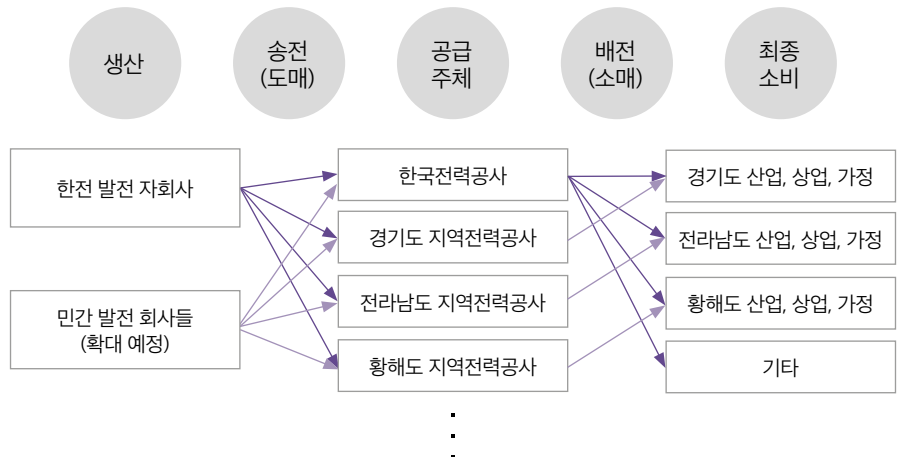 생산
송전
(도매)
공급
주체
배전
(소매)
최종
소비
한전 발전 자회사
민간 발전 회사들
(확대 예정)
한국전력공사
경기도 지역전력공사
전라남도 지역전력공사
황해도 지역전력공사
경기도 산업, 상업, 가정
전라남도 산업, 상업, 가정
황해도 산업, 상업, 가정
기타